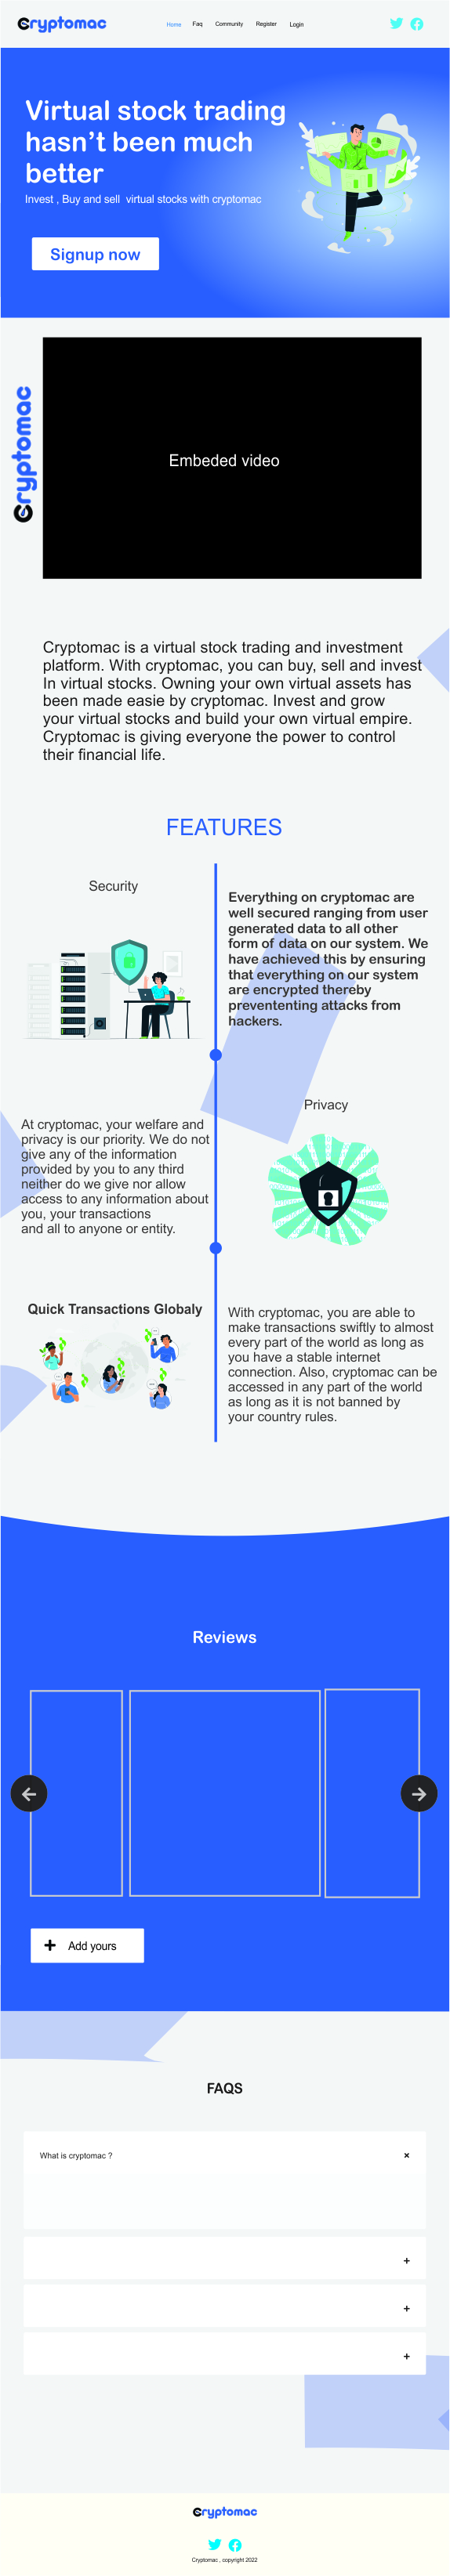 Cryptomac
Home Faq Community Register Login
Virtual stock trading
hasn't been much
better
Invest , Buy and sell virtual stocks with cryptomac
Signup now
Cryptomac
Embeded video
Cryptomac is a virtual stock trading and investment
platform. With cryptomac, you can buy, sell and invest
In virtual stocks. Owning your own virtual assets has
been made easie by cryptomac. Invest and grow
your virtual stocks and build your own virtual empire.
Cryptomac is giving everyone the power to control
their financial life.
FEATURES
Security
Everything on cryptomac are
well secured ranging from user
generated data to all other
form of data on our system. We
have achieved this by ensuring
that everything on our system
are encrypted thereby
prevententing attacks from
hackers.
Privacy
At cryptomac, your welfare and
privacy is our priority. We do not
give any of the information
provided by you to any third
neither do we give nor allow
access to any information about
you, your transactions
and all to anyone or entity.
Quick Transactions Globaly
With cryptomac, you are able to
make transactions swiftly to almost
every part of the world as long as
you have a stable internet
connection. Also, cryptomac can be
accessed in any part of the world
as long as it is not banned by
your country rules.
Reviews
+ Add yours
FAQS
What is cryptomac ? ×
+
+
+
Cryptomac
Cryptomac , copyright 2022